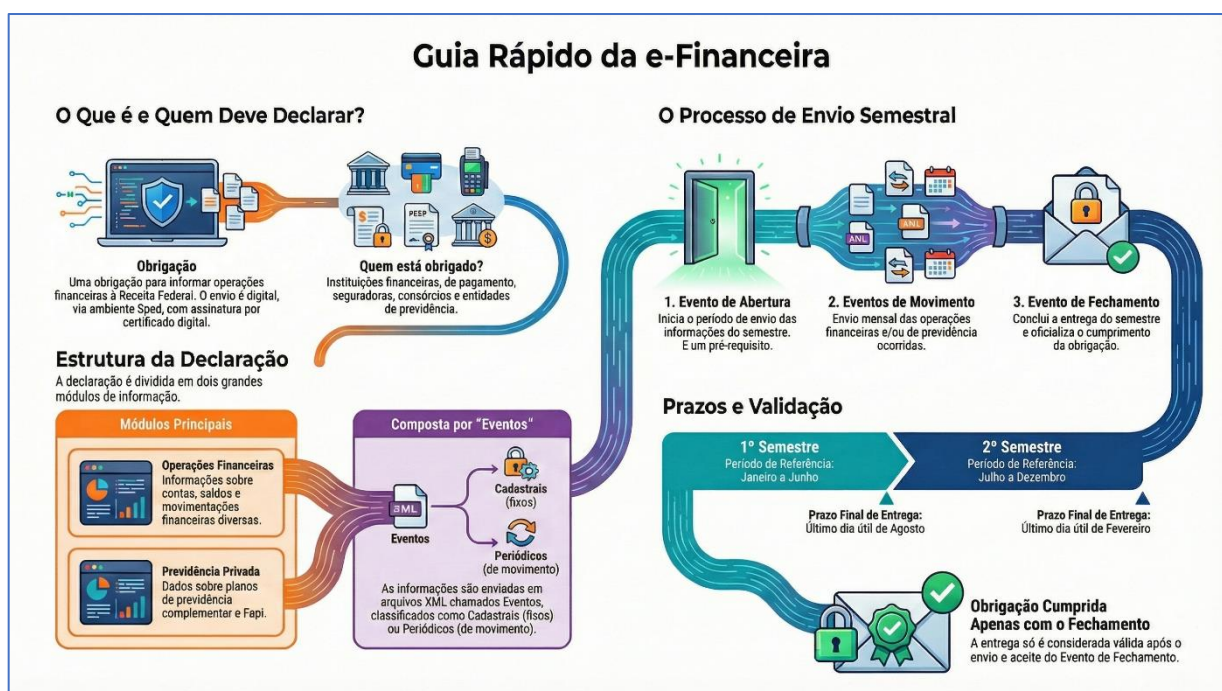 Guia Rápido da e-Financeira
O Que é e Quem Deve Declarar?
PEEP
Obrigação
Uma obrigação para informar operações
financeiras à Receita Federai. O envio é digital,
via ambiente Sped, com assinatura por
certificado digital.
Quem está obrigado?
Instituições financeiras, de pagamento,
seguradoras, consórcios e entidades
de previdência.
Estrutura da Declaração
A declaração é dividida em dois grandes
módulos de informação.
Módulos Principais
Operações Financeiras
Informações sobre
contas, saldos e
movimentações
financeiras diversas.
Previdência Privada
Dados sobre planos
de previdência
complementar e Fapi.
Composta por “Eventos”
Eventos
Cadastrais
(fixos)
Periódicos
(de movimento)
As informações são enviadas em
arquivos XML chamados Eventos,
classificados como Cadastrais (fisos)
ou Periódicos (de movimento).
O Processo de Envio Semestral
ANL
ANL
1. Evento de Abertura
Inicia o período de envio das
informações do semestre.
E um pré-requisito.
2. Eventos de Movimento
Envio mensal das operações
financeiras e/ou de previdência
ocorridas.
3. Evento de Fechamento
Conclui a entrega do semestre
e oficializa o cumprimento
da obrigação.
Prazos e Validação
1º Semestre
Período de Referência:
Janeiro a Junho
2º Semestre
Período de Referência:
Julho a Dezembro
Prazo Final de Entrega:
Último dia útil de Agosto
Prazo Final de Entrega:
Último dia útil de Fevereiro
Obrigação Cumprida
Apenas com o Fechamento
A entrega só é considerada válida após o
envio e aceite do Evento de Fechamento.